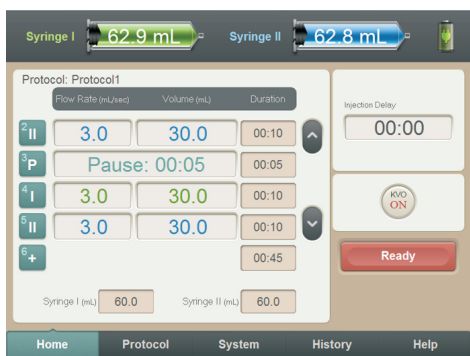 Syringe I 62.9 mL Syringe II 62.8 mL
Protocol: Protocol1
Flow Rate (mL/sec) Volume (mL) Duration
Injection Delay
00:00
2 II 3.0 30.0 00:10
3 P Pause: 00:05 00:05
4 I 3.0 30.0 00:10
KVO
ON
5 II 3.0 30.0 00:10
6 + 00:45
Ready
Syringe I (mL) 60.0 Syringe II (mL) 60.0
Home Protocol System History Help